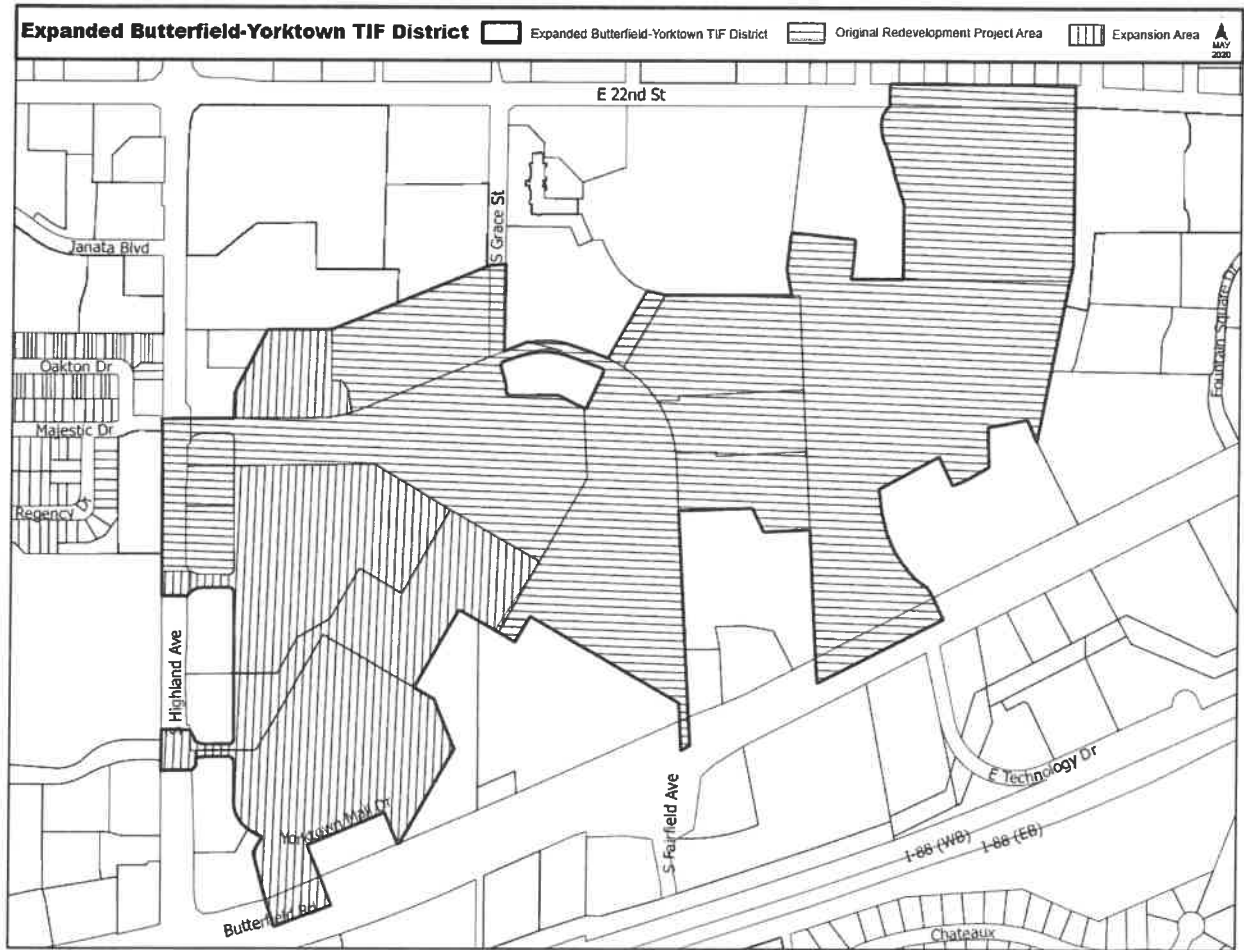 Expanded Butterfield-Yorktown TIF District
Expanded Butterfield-Yorktown TIF District
Original Redevelopment Project Area
Expansion Area
MAY
2020
E 22nd St
S Grace St
Janata Blvd
Oakton Dr
Majestic Dr
Regency
Fountain Square Dr
Highland Ave
Yorktown Mall Dr
Butterfield Rd
S Fairfield Ave
E Technology Dr
I-88 (WB)
I-88 (EB)
Chateaux